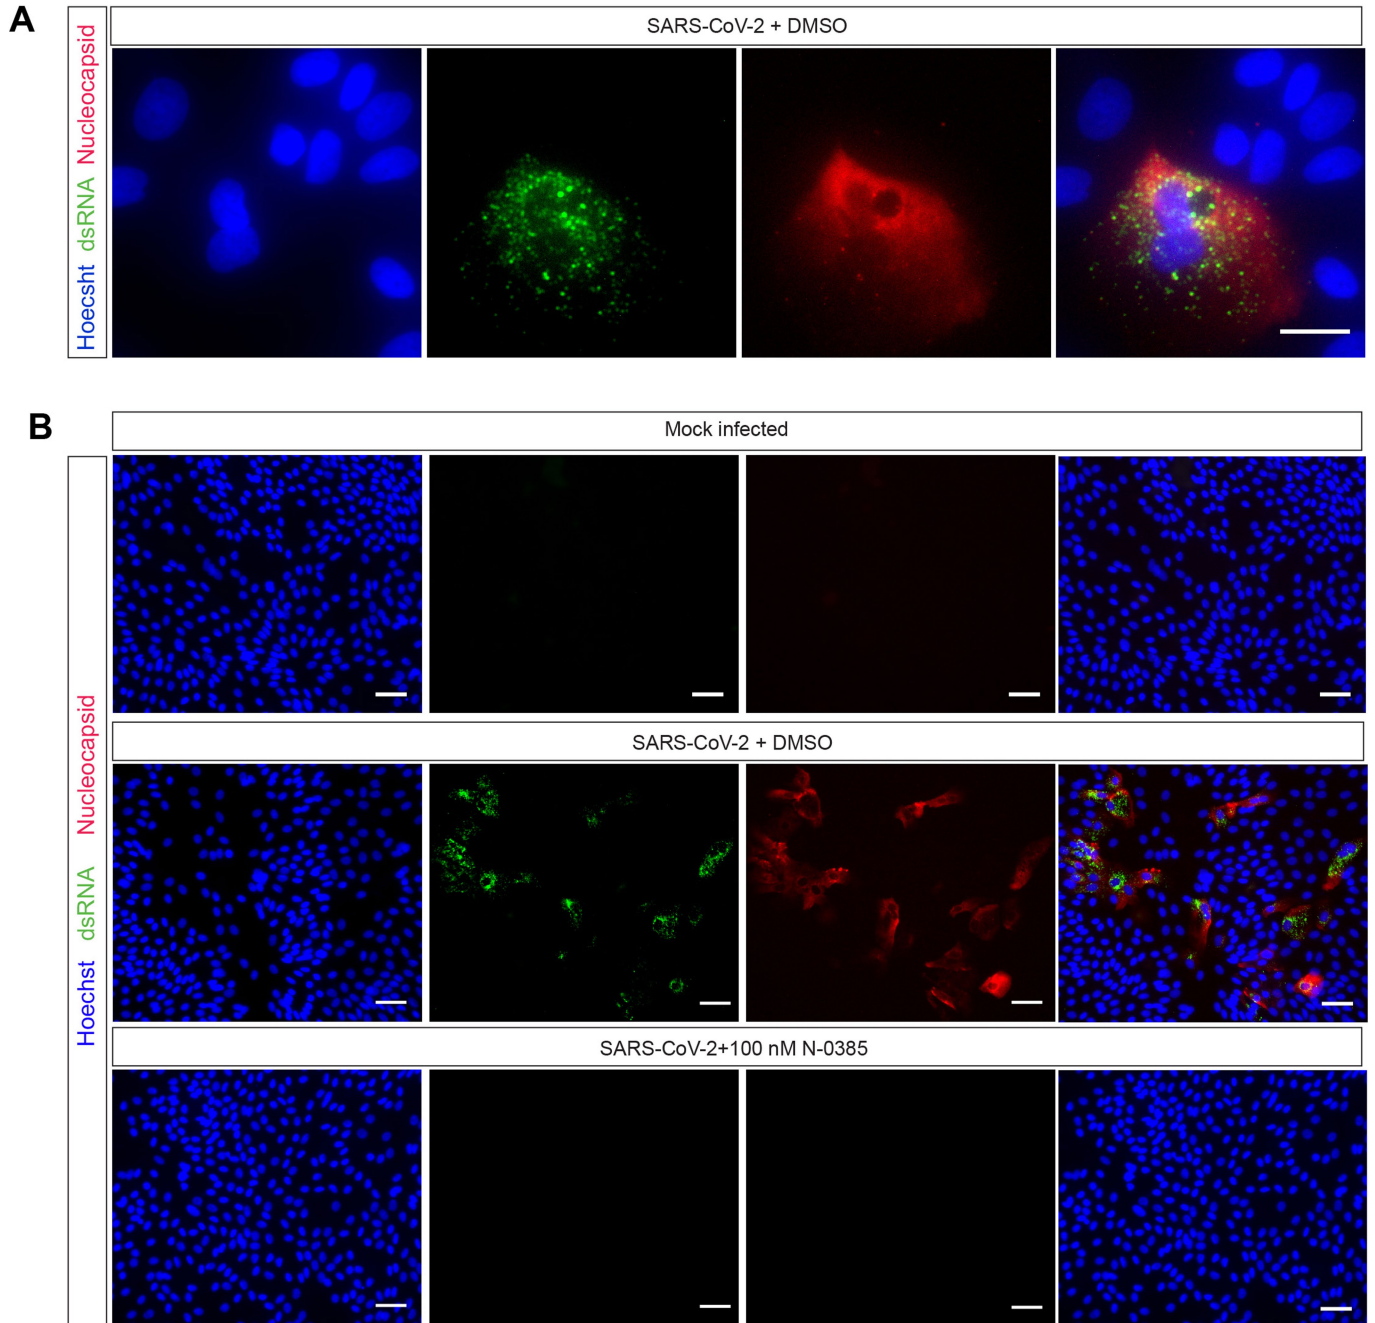 A
SARS-CoV-2 + DMSO
Hoecsht dsRNA Nucleocapsid
B
Mock infected
Hoechst dsRNA Nucleocapsid
SARS-CoV-2 + DMSO
SARS-CoV-2+100 nM N-0385